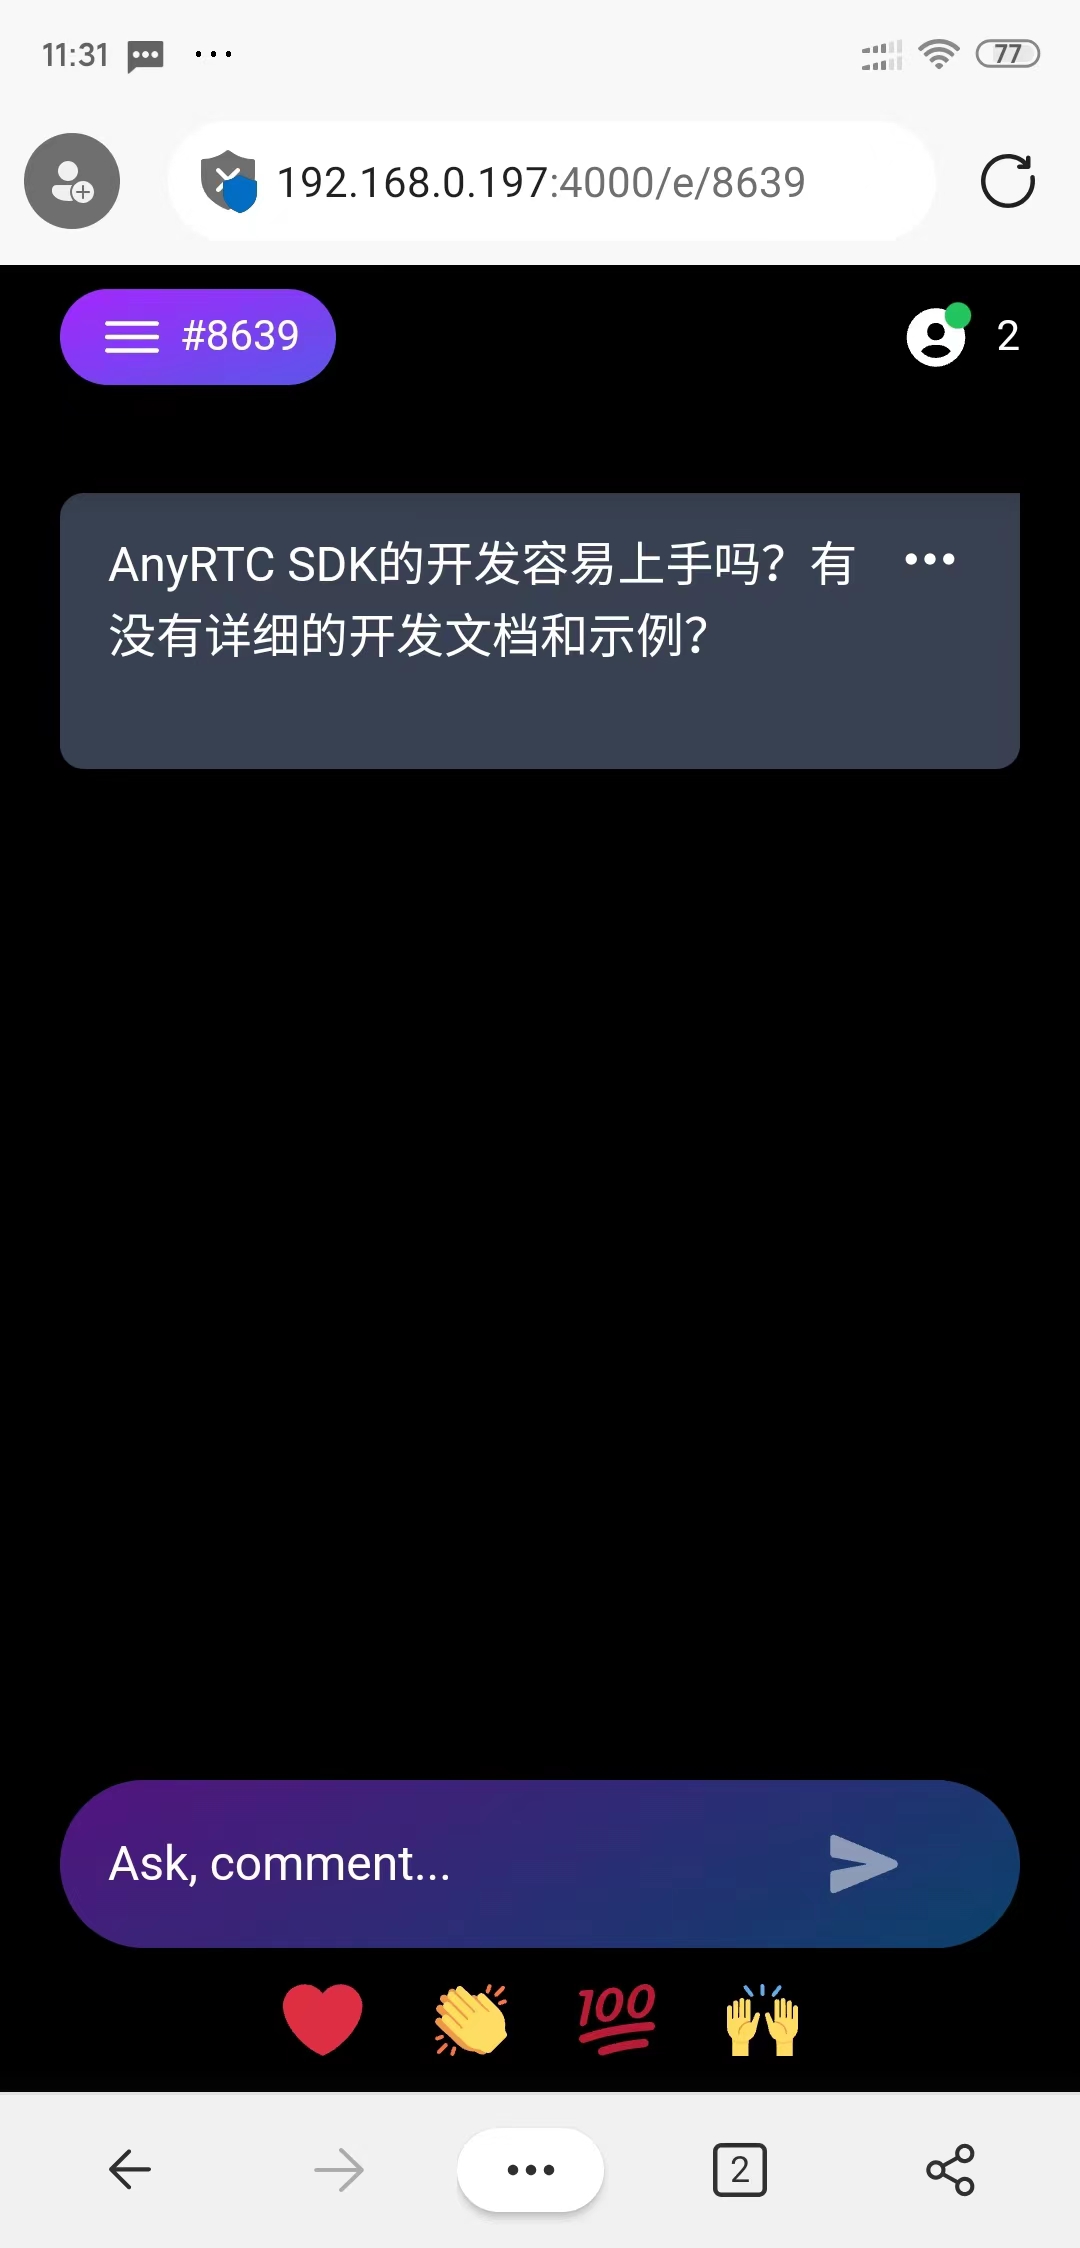 11:31
77
192.168.0.197:4000/e/8639
#8639
2
AnyRTC SDK的开发容易上手吗？有
没有详细的开发文档和示例？
Ask, comment...
💯
2